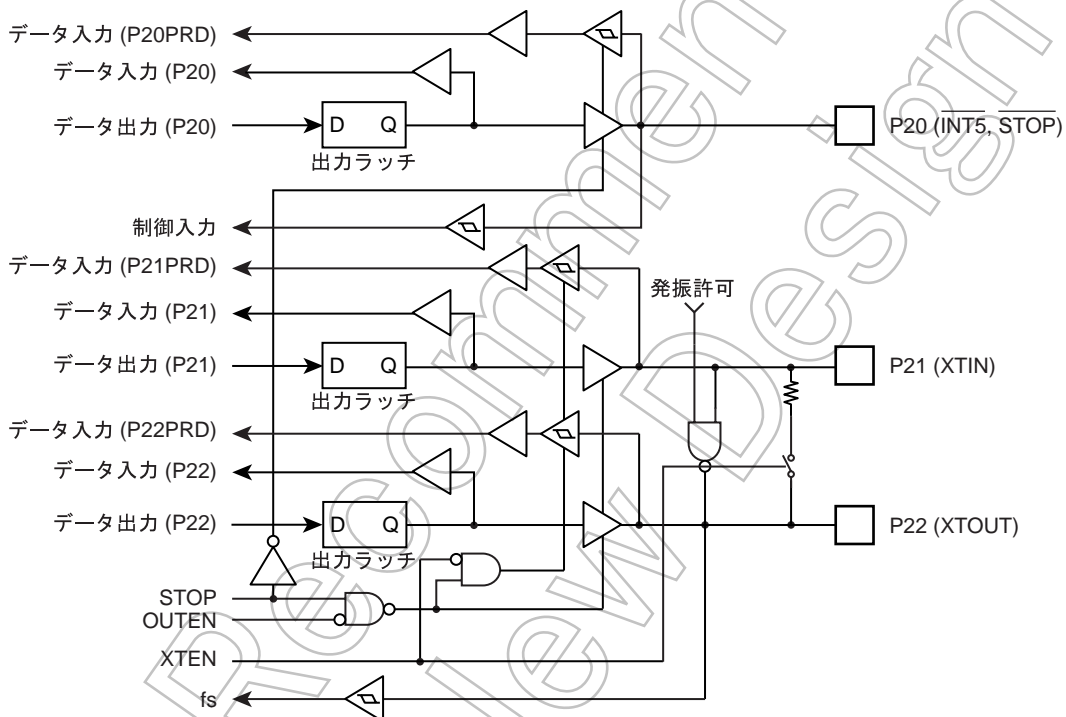 データ入力 (P20PRD)
データ入力 (P20)
データ出力 (P20)
D Q
出力ラッチ
P20 (INT5, STOP)
制御入力
データ入力 (P21PRD)
発振許可
データ入力 (P21)
データ出力 (P21)
D Q
出力ラッチ
P21 (XTIN)
データ入力 (P22PRD)
データ入力 (P22)
データ出力 (P22)
D Q
出力ラッチ
P22 (XTOUT)
STOP
OUTEN
XTEN
fs
Recommen
New Design